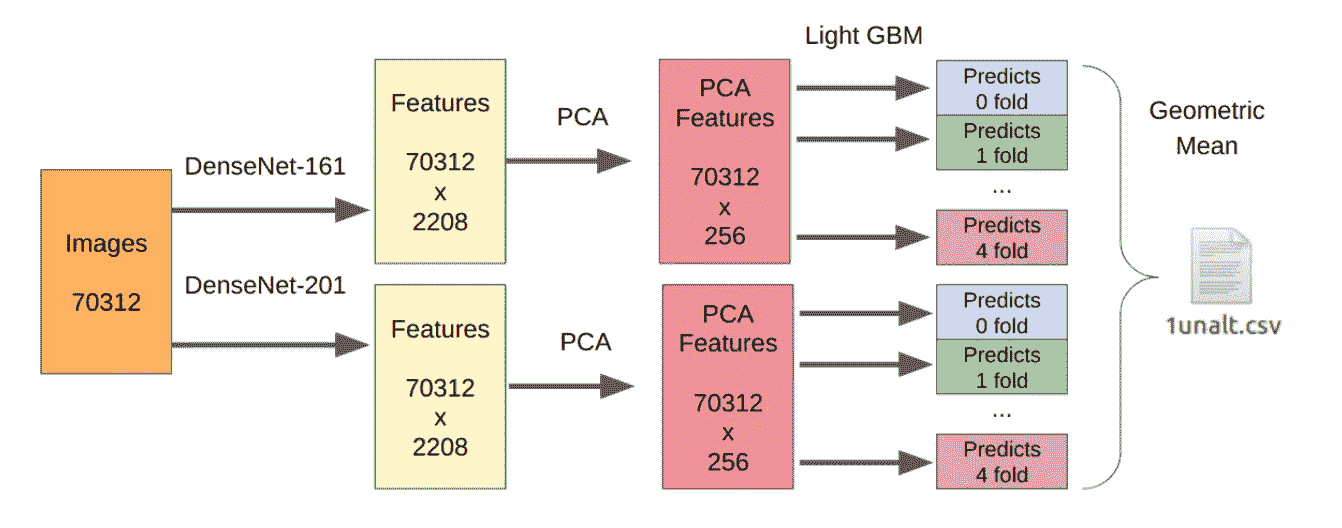 Light GBM
Features
70312
x
2208
PCA
PCA
Features
70312
x
256
Predicts
0 fold
Predicts
1 fold
...
Predicts
4 fold
Geometric
Mean
DenseNet-161
Images
70312
DenseNet-201
Features
70312
x
2208
PCA
PCA
Features
70312
x
256
Predicts
0 fold
Predicts
1 fold
...
Predicts
4 fold
1unalt.csv